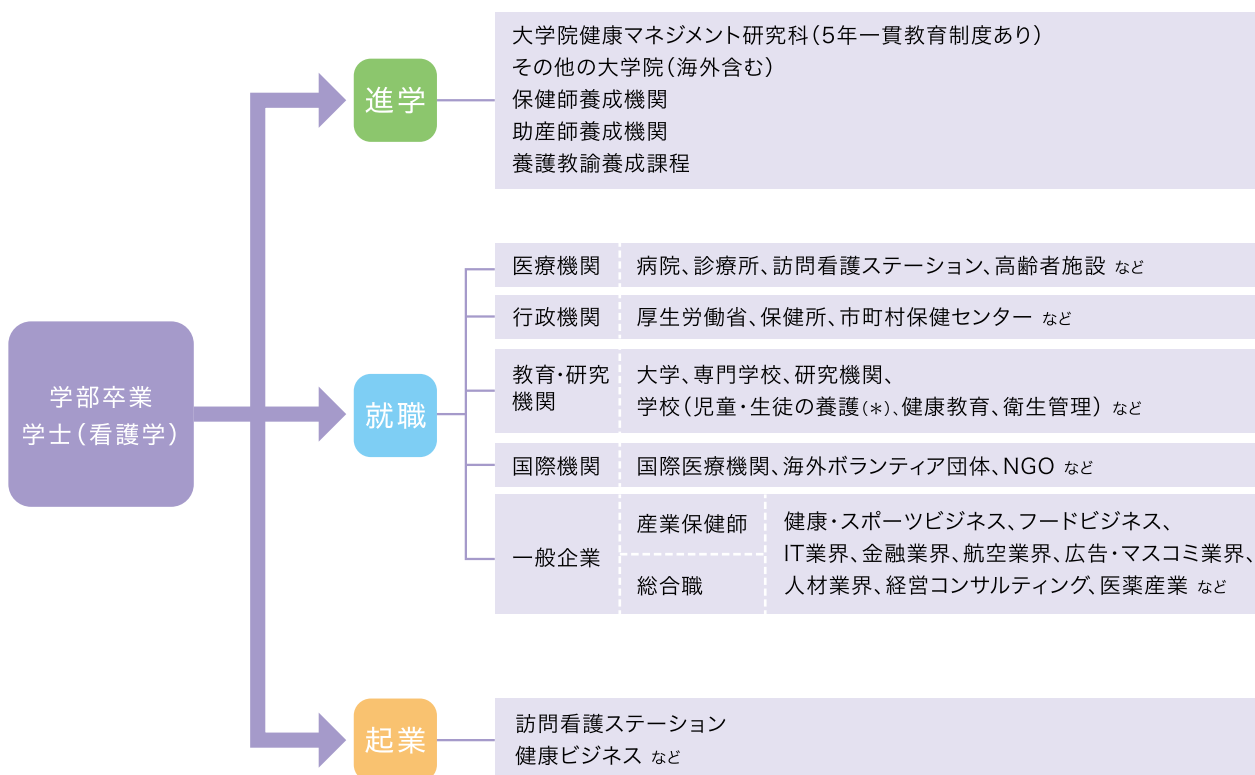 学部卒業
学士(看護学)
進学
大学院健康マネジメント研究科(5年一貫教育制度あり)
その他の大学院(海外含む)
保健師養成機関
助産師養成機関
養護教諭養成課程
就職
医療機関 病院、診療所、訪問看護ステーション、高齢者施設 など
行政機関 厚生労働省、保健所、市町村保健センター など
教育・研究
機関
大学、専門学校、研究機関、
学校(児童・生徒の養護(*)、健康教育、衛生管理) など
国際機関 国際医療機関、海外ボランティア団体、NGO など
一般企業
産業保健師
総合職
健康・スポーツビジネス、フードビジネス、
IT業界、金融業界、航空業界、広告・マスコミ業界、
人材業界、経営コンサルティング、医薬産業 など
起業
訪問看護ステーション
健康ビジネス など